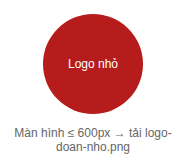 Logo nhỏ
Màn hình ≤ 600px → tải logo-
doan-nho.png